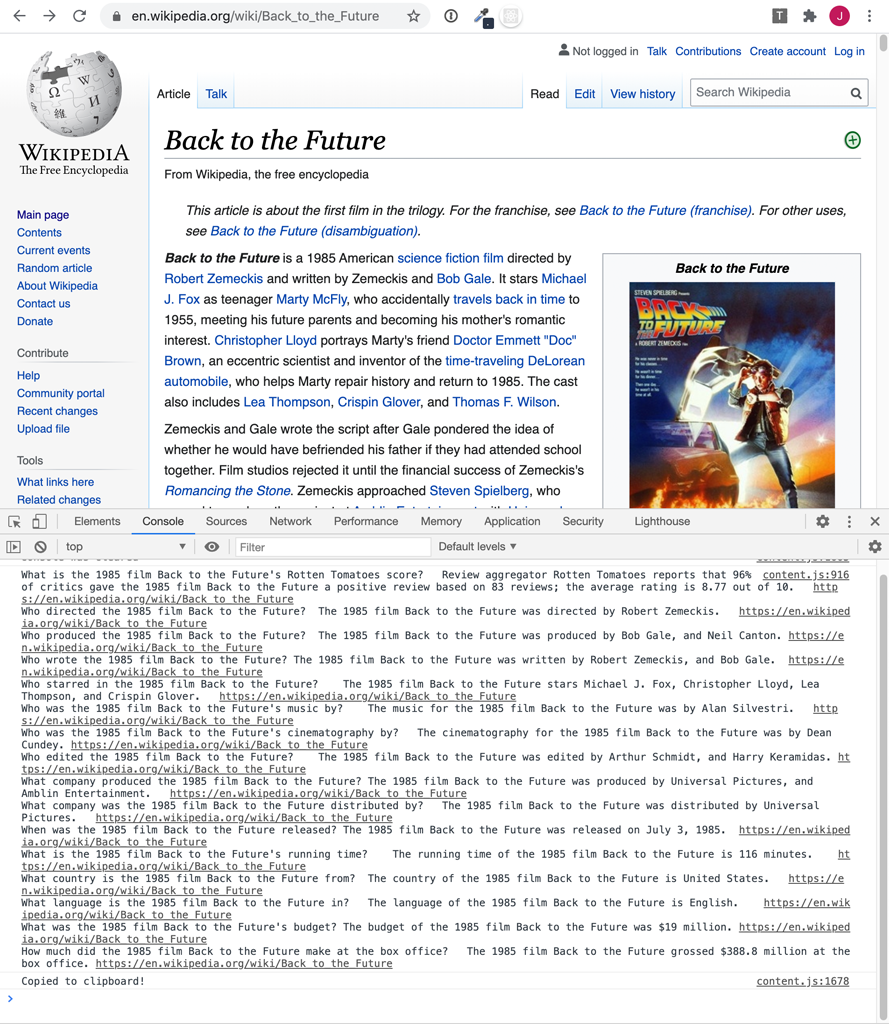 en.wikipedia.org/wiki/Back_to_the_Future
T
J
Not logged in Talk Contributions Create account Log in
Article Talk Read Edit View history Search Wikipedia
WIKIPEDIA
The Free Encyclopedia
Main page
Contents
Current events
Random article
About Wikipedia
Contact us
Donate
Contribute
Help
Community portal
Recent changes
Upload file
Tools
What links here
Related changes
Back to the Future
From Wikipedia, the free encyclopedia
This article is about the first film in the trilogy. For the franchise, see Back to the Future (franchise). For other uses,
see Back to the Future (disambiguation).
Back to the Future is a 1985 American science fiction film directed by
Robert Zemeckis and written by Zemeckis and Bob Gale. It stars Michael
J. Fox as teenager Marty McFly, who accidentally travels back in time to
1955, meeting his future parents and becoming his mother's romantic
interest. Christopher Lloyd portrays Marty's friend Doctor Emmett "Doc"
Brown, an eccentric scientist and inventor of the time-traveling DeLorean
automobile, who helps Marty repair history and return to 1985. The cast
also includes Lea Thompson, Crispin Glover, and Thomas F. Wilson.
Zemeckis and Gale wrote the script after Gale pondered the idea of
whether he would have befriended his father if they had attended school
together. Film studios rejected it until the financial success of Zemeckis's
Romancing the Stone. Zemeckis approached Steven Spielberg, who
Back to the Future
STEVEN SPIELBERG Presents
BACK
TO THE
FUTURE
A ROBERT ZEMECKIS Film
He was never in time
for his classes...
He wasn't in time
for his dinner...
Then one day...
he wasn't in his
time at all.
Elements Console Sources Network Performance Memory Application Security Lighthouse
top Filter Default levels
What is the 1985 film Back to the Future's Rotten Tomatoes score? Review aggregator Rotten Tomatoes reports that 96% content.js:916
of critics gave the 1985 film Back to the Future a positive review based on 83 reviews; the average rating is 8.77 out of 10. http
s://en.wikipedia.org/wiki/Back_to_the_Future
Who directed the 1985 film Back to the Future? The 1985 film Back to the Future was directed by Robert Zemeckis. https://en.wikiped
ia.org/wiki/Back_to_the_Future
Who produced the 1985 film Back to the Future? The 1985 film Back to the Future was produced by Bob Gale, and Neil Canton. https://e
n.wikipedia.org/wiki/Back_to_the_Future
Who wrote the 1985 film Back to the Future? The 1985 film Back to the Future was written by Robert Zemeckis, and Bob Gale. https://e
n.wikipedia.org/wiki/Back_to_the_Future
Who starred in the 1985 film Back to the Future? The 1985 film Back to the Future stars Michael J. Fox, Christopher Lloyd, Lea
Thompson, and Crispin Glover. https://en.wikipedia.org/wiki/Back_to_the_Future
Who was the 1985 film Back to the Future's music by? The music for the 1985 film Back to the Future was by Alan Silvestri. http
s://en.wikipedia.org/wiki/Back_to_the_Future
Who was the 1985 film Back to the Future's cinematography by? The cinematography for the 1985 film Back to the Future was by Dean
Cundey. https://en.wikipedia.org/wiki/Back_to_the_Future
Who edited the 1985 film Back to the Future? The 1985 film Back to the Future was edited by Arthur Schmidt, and Harry Keramidas. ht
tps://en.wikipedia.org/wiki/Back_to_the_Future
What company produced the 1985 film Back to the Future? The 1985 film Back to the Future was produced by Universal Pictures, and
Amblin Entertainment. https://en.wikipedia.org/wiki/Back_to_the_Future
What company was the 1985 film Back to the Future distributed by? The 1985 film Back to the Future was distributed by Universal
Pictures. https://en.wikipedia.org/wiki/Back_to_the_Future
When was the 1985 film Back to the Future released? The 1985 film Back to the Future was released on July 3, 1985. https://en.wikiped
ia.org/wiki/Back_to_the_Future
What is the 1985 film Back to the Future's running time? The running time of the 1985 film Back to the Future is 116 minutes. ht
tps://en.wikipedia.org/wiki/Back_to_the_Future
What country is the 1985 film Back to the Future from? The country of the 1985 film Back to the Future is United States. https://e
n.wikipedia.org/wiki/Back_to_the_Future
What language is the 1985 film Back to the Future in? The language of the 1985 film Back to the Future is English. https://en.wik
ipedia.org/wiki/Back_to_the_Future
What was the 1985 film Back to the Future's budget? The budget of the 1985 film Back to the Future was $19 million. https://en.wikiped
ia.org/wiki/Back_to_the_Future
How much did the 1985 film Back to the Future make at the box office? The 1985 film Back to the Future grossed $388.8 million at the
box office. https://en.wikipedia.org/wiki/Back_to_the_Future
Copied to clipboard! content.js:1678